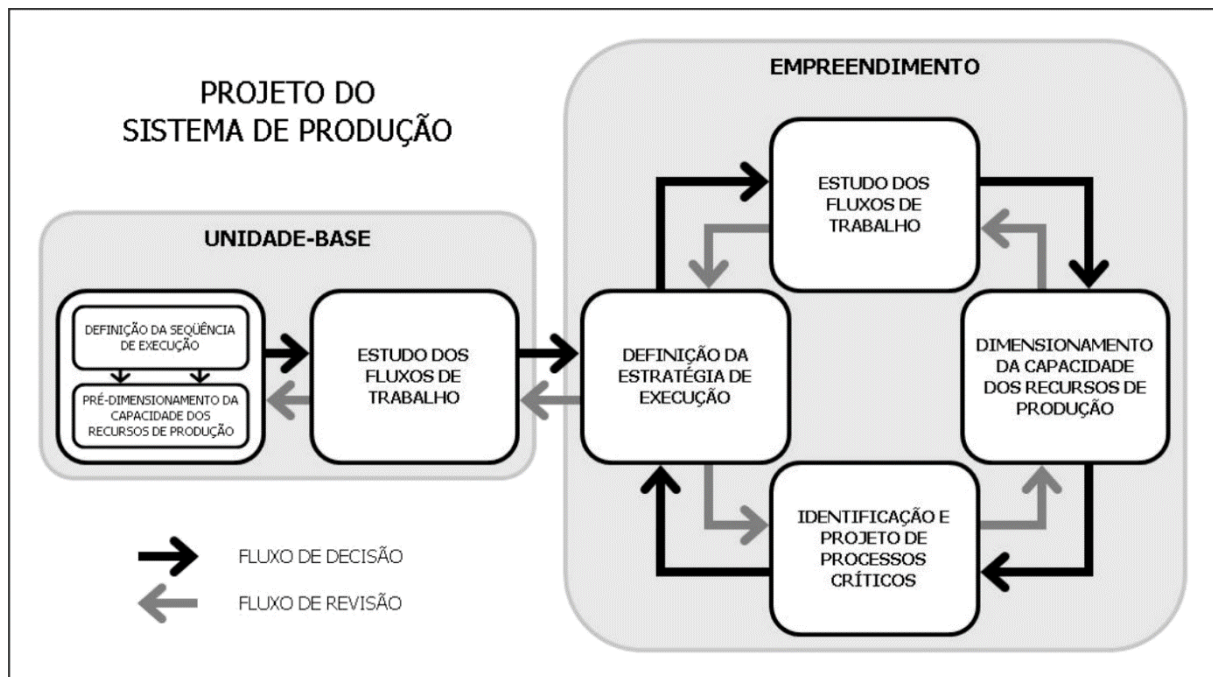 PROJETO DO
SISTEMA DE PRODUÇÃO
UNIDADE-BASE
DEFINIÇÃO DA SEQÜÊNCIA
DE EXECUÇÃO
PRÉ-DIMENSIONAMENTO DA
CAPACIDADE DOS
RECURSOS DE PRODUÇÃO
ESTUDO DOS
FLUXOS DE
TRABALHO
EMPREENDIMENTO
ESTUDO DOS
FLUXOS DE
TRABALHO
DEFINIÇÃO DA
ESTRATÉGIA DE
EXECUÇÃO
DIMENSIONAMENTO
DA CAPACIDADE
DOS RECURSOS DE
PRODUÇÃO
IDENTIFICAÇÃO E
PROJETO DE
PROCESSOS
CRÍTICOS
FLUXO DE DECISÃO
FLUXO DE REVISÃO